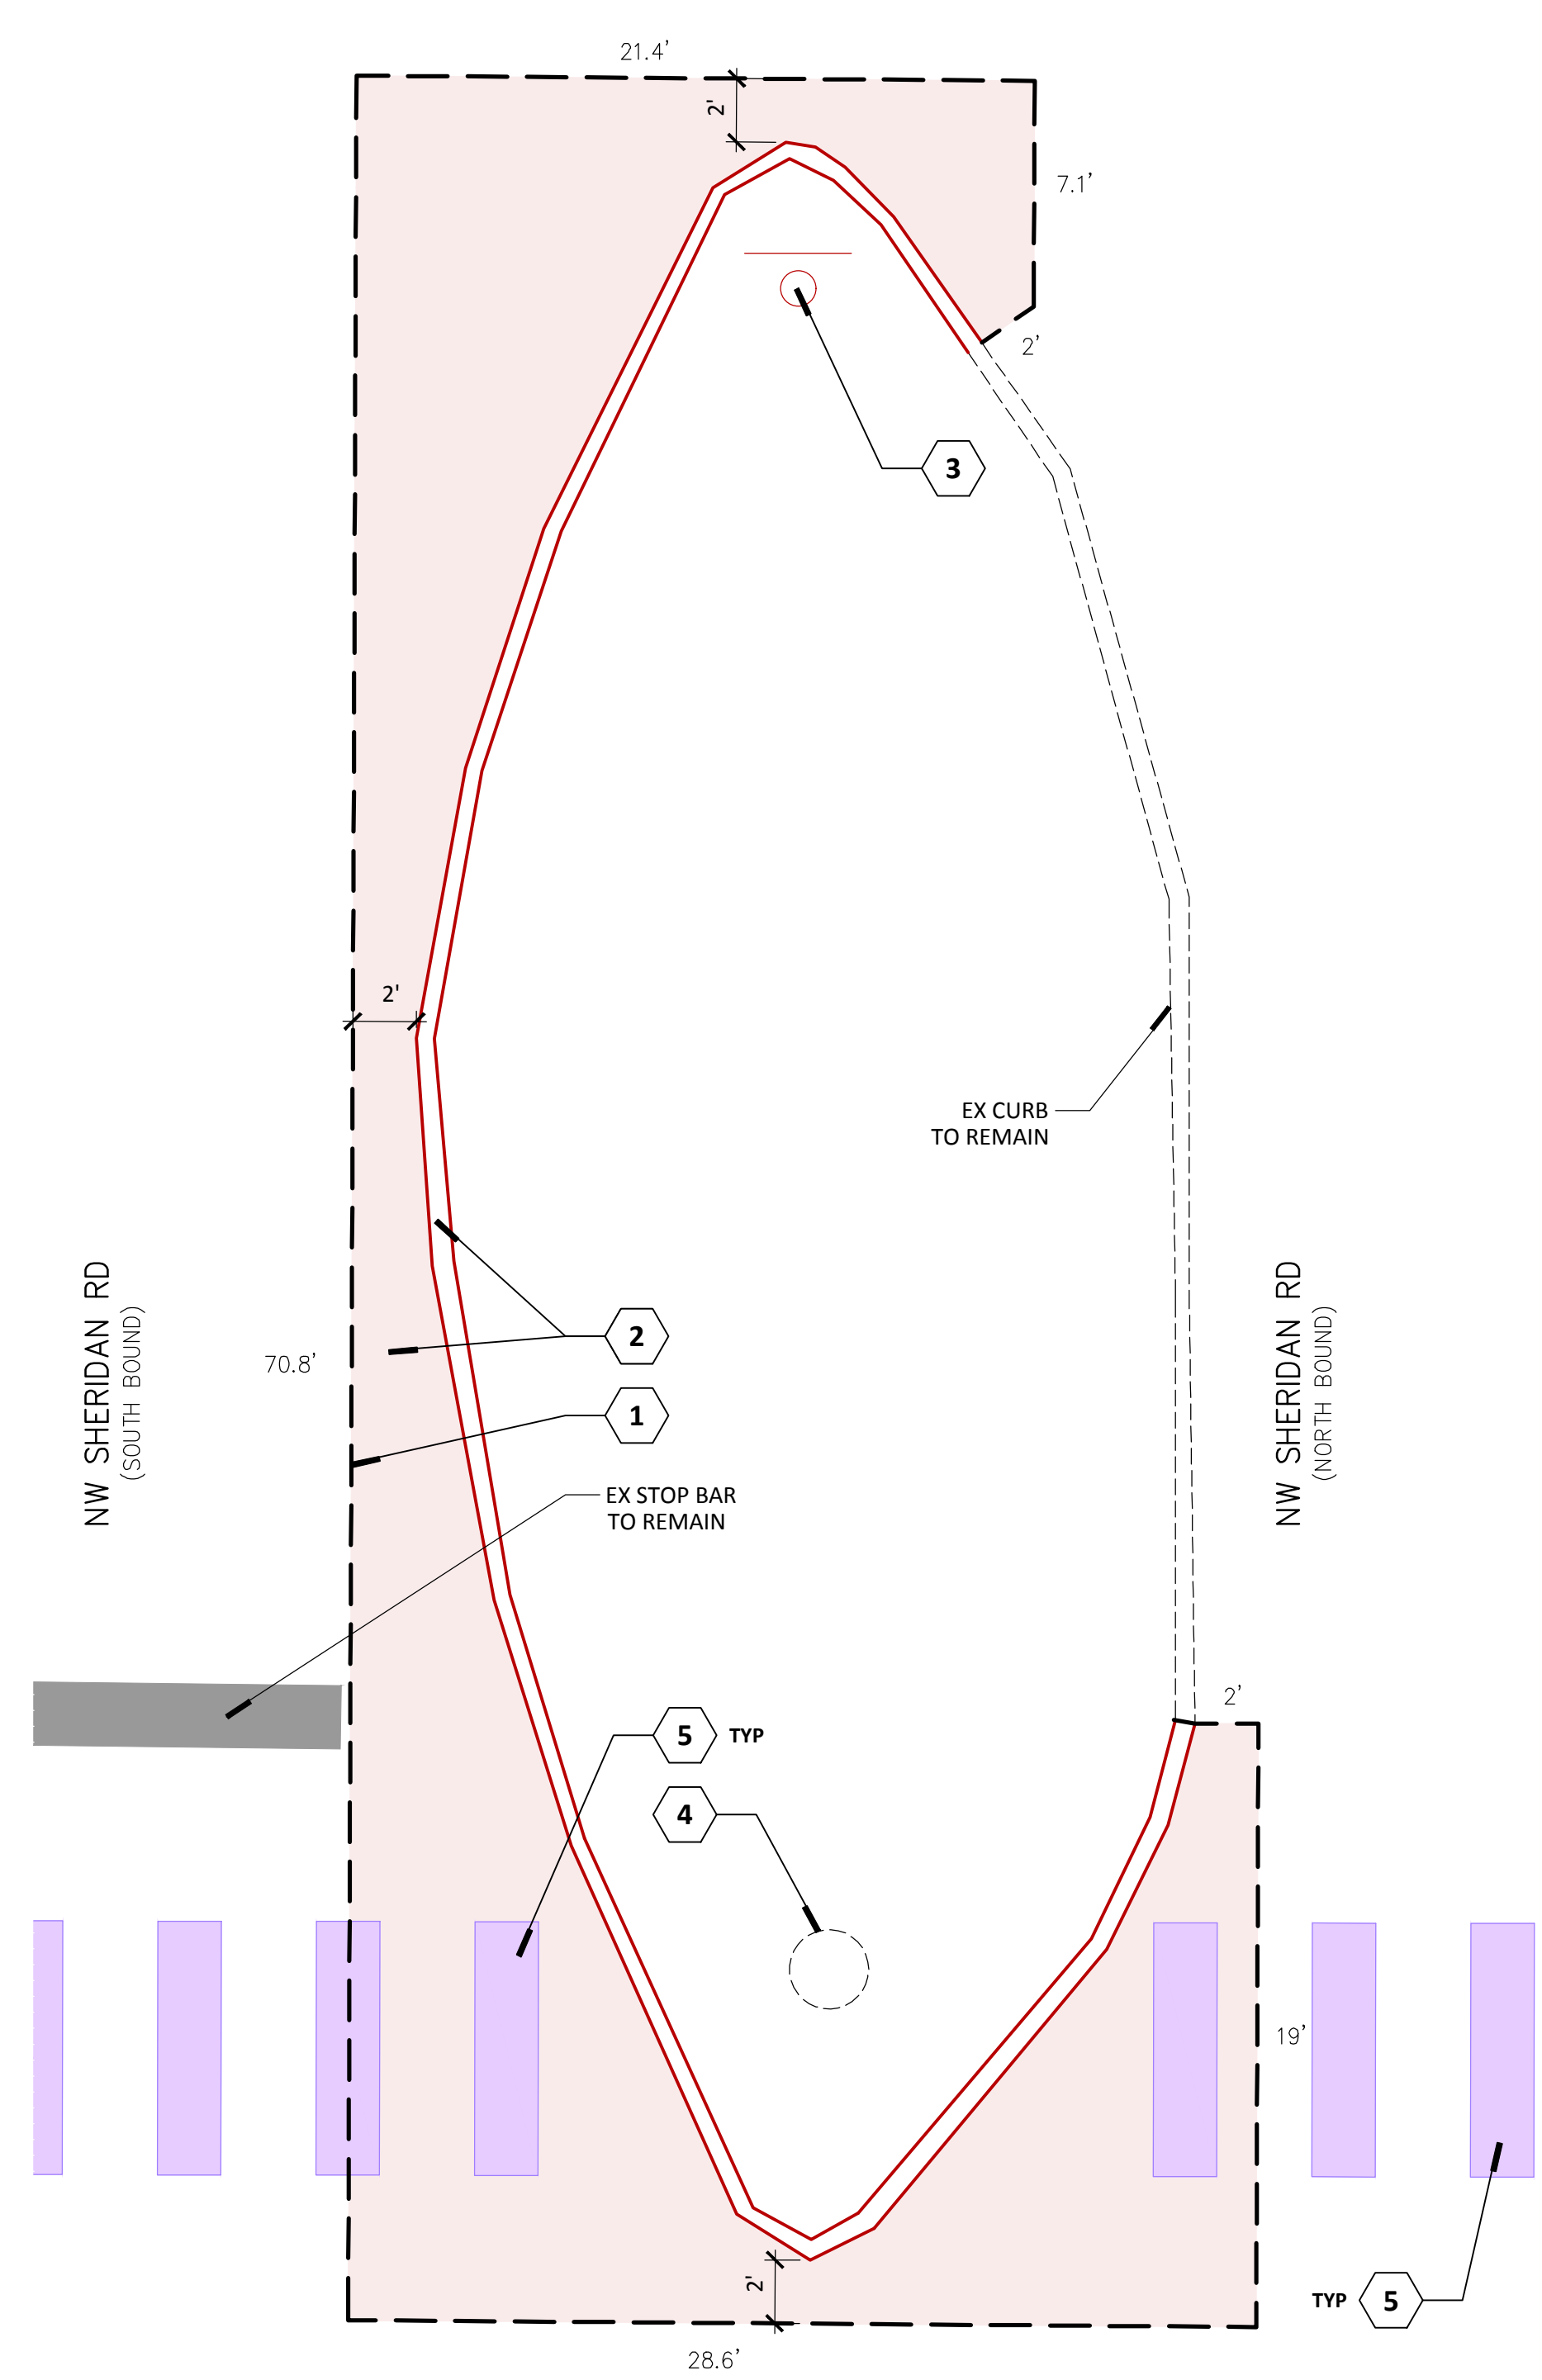 21.4'
2'
7.1'
2'
3
2'
EX CURB
TO REMAIN
NW SHERIDAN RD
(SOUTH BOUND)
70.8'
2
1
EX STOP BAR
TO REMAIN
NW SHERIDAN RD
(NORTH BOUND)
2'
5 TYP
4
19'
2'
TYP 5
28.6'